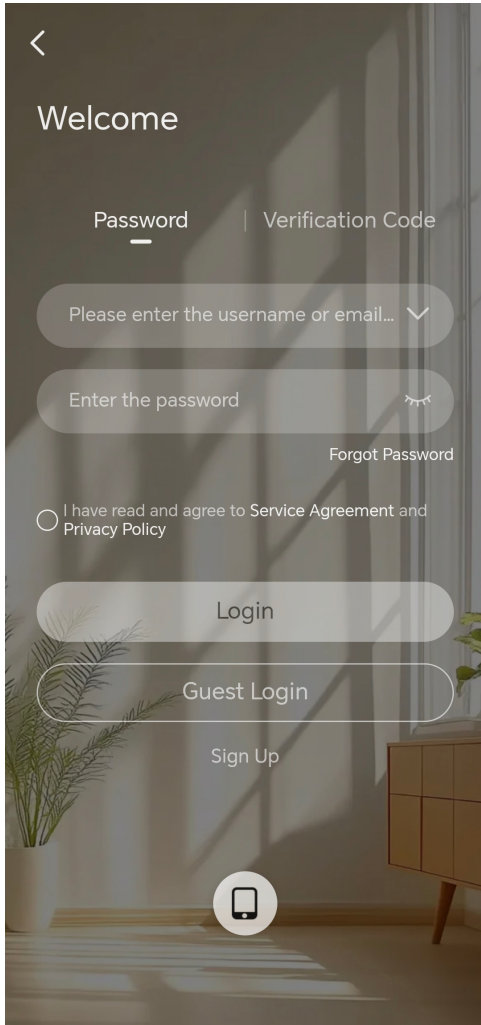 Welcome
Password | Verification Code
Please enter the username or email...
Enter the password
Forgot Password
I have read and agree to Service Agreement and
Privacy Policy
Login
Guest Login
Sign Up